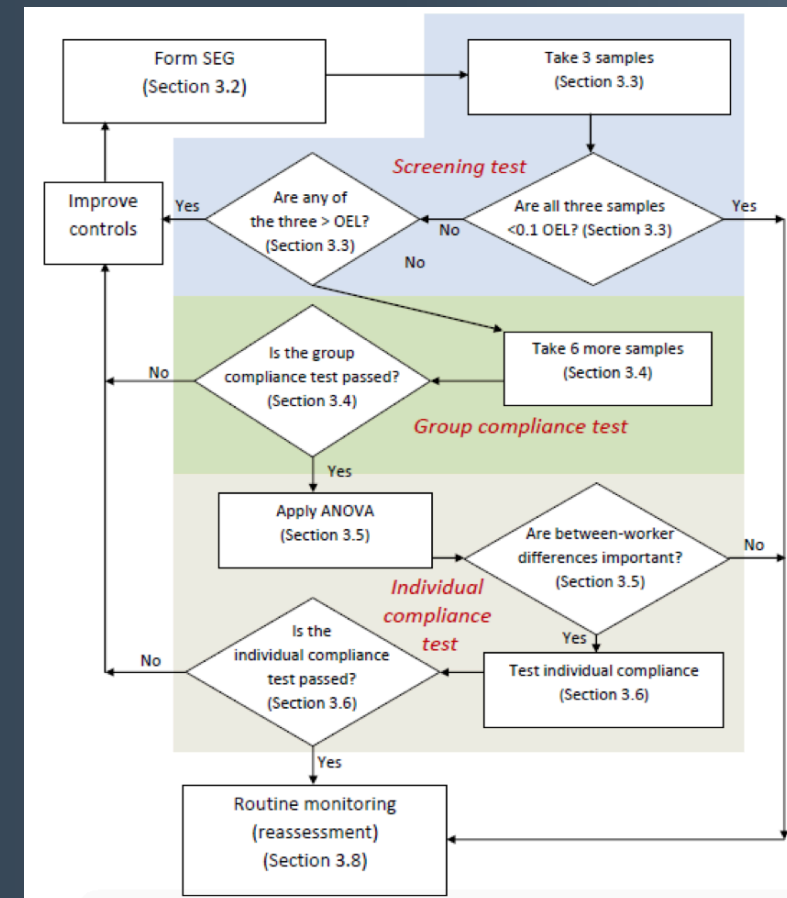 Form SEG
(Section 3.2)
Take 3 samples
(Section 3.3)
Screening test
Improve
controls
Yes
Are any of
the three > OEL?
(Section 3.3)
No
Are all three samples
<0.1 OEL? (Section 3.3)
Yes
No
Take 6 more samples
(Section 3.4)
Is the group
compliance test passed?
(Section 3.4)
No
Group compliance test
Yes
Apply ANOVA
(Section 3.5)
Are between-worker
differences important?
(Section 3.5)
No
Individual
compliance
test
Yes
Is the
individual compliance
test passed?
(Section 3.6)
No
Test individual compliance
(Section 3.6)
Yes
Routine monitoring
(reassessment)
(Section 3.8)